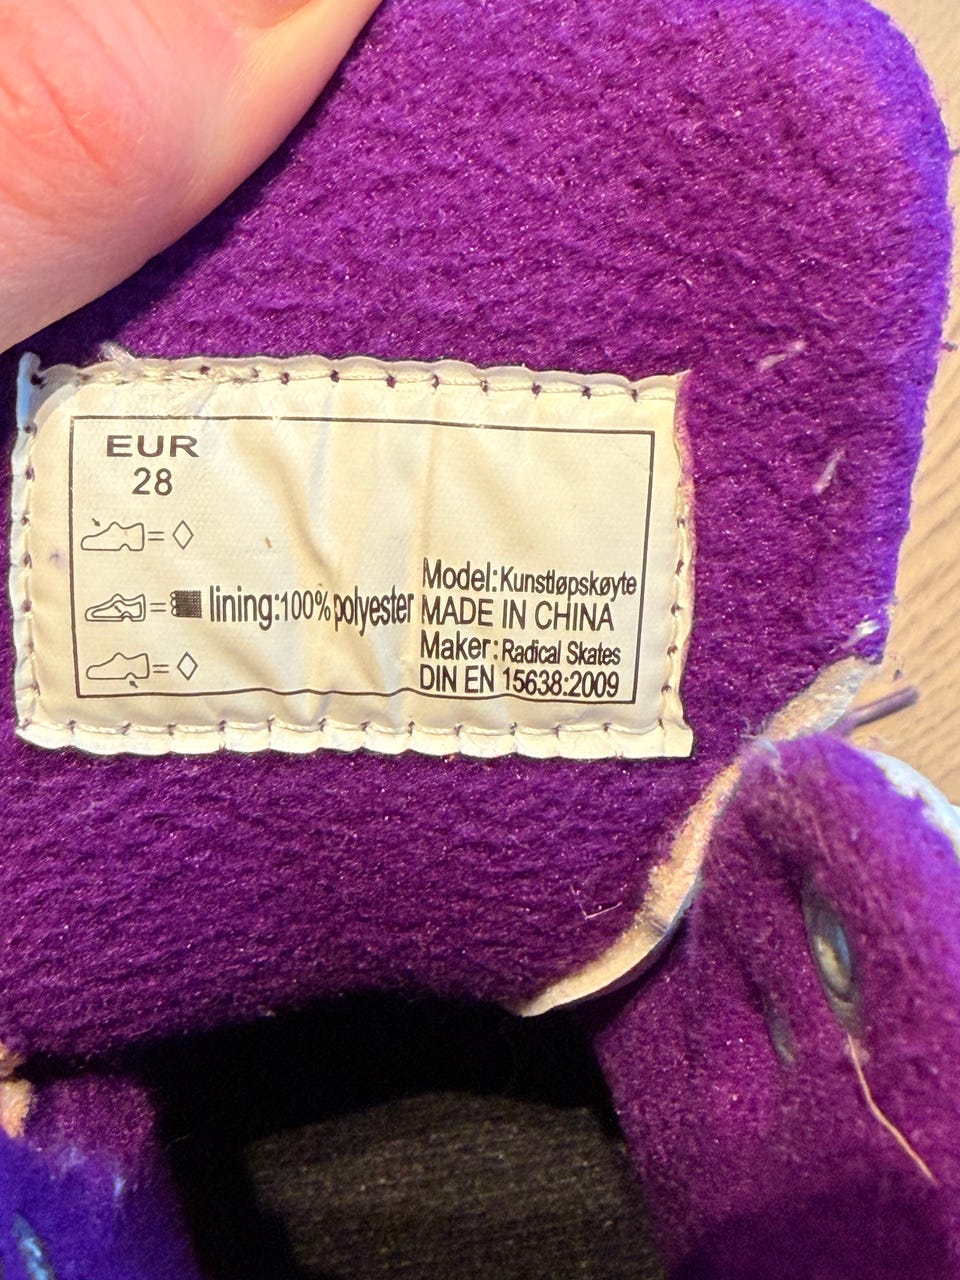 EUR
28
=
= lining:100% polyester
=
Model: Kunstløpskøyte
MADE IN CHINA
Maker: Radical Skates
DIN EN 15638:2009